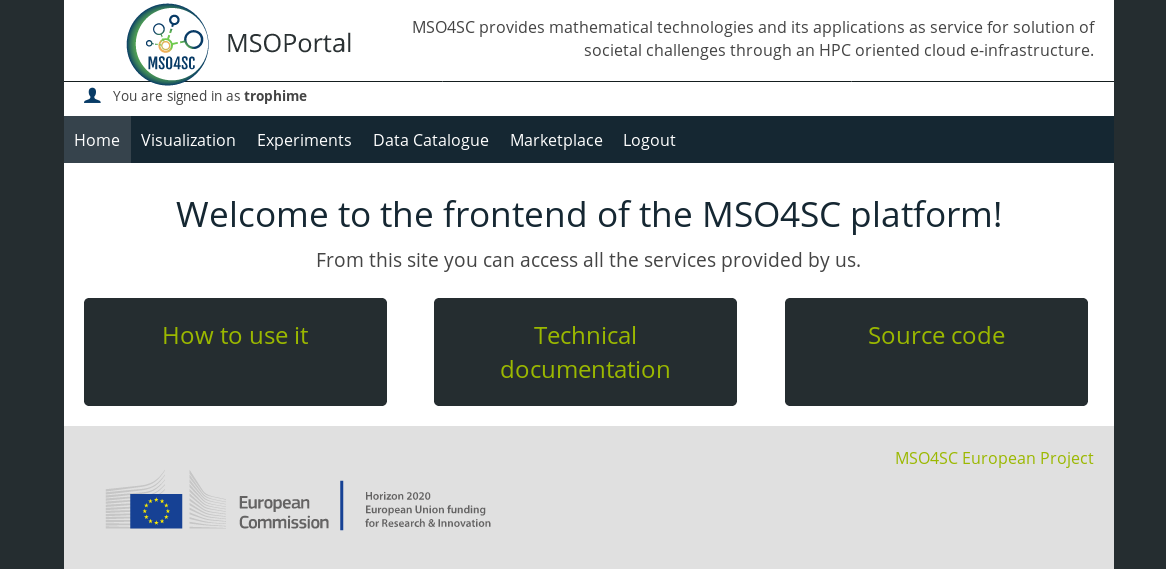 MSO4SC
MSOPortal
MSO4SC provides mathematical technologies and its applications as service for solution of
societal challenges through an HPC oriented cloud e-infrastructure.
You are signed in as trophime
Home Visualization Experiments Data Catalogue Marketplace Logout
Welcome to the frontend of the MSO4SC platform!
From this site you can access all the services provided by us.
How to use it
Technical
documentation
Source code
MSO4SC European Project
European
Commission
Horizon 2020
European Union funding
for Research & Innovation